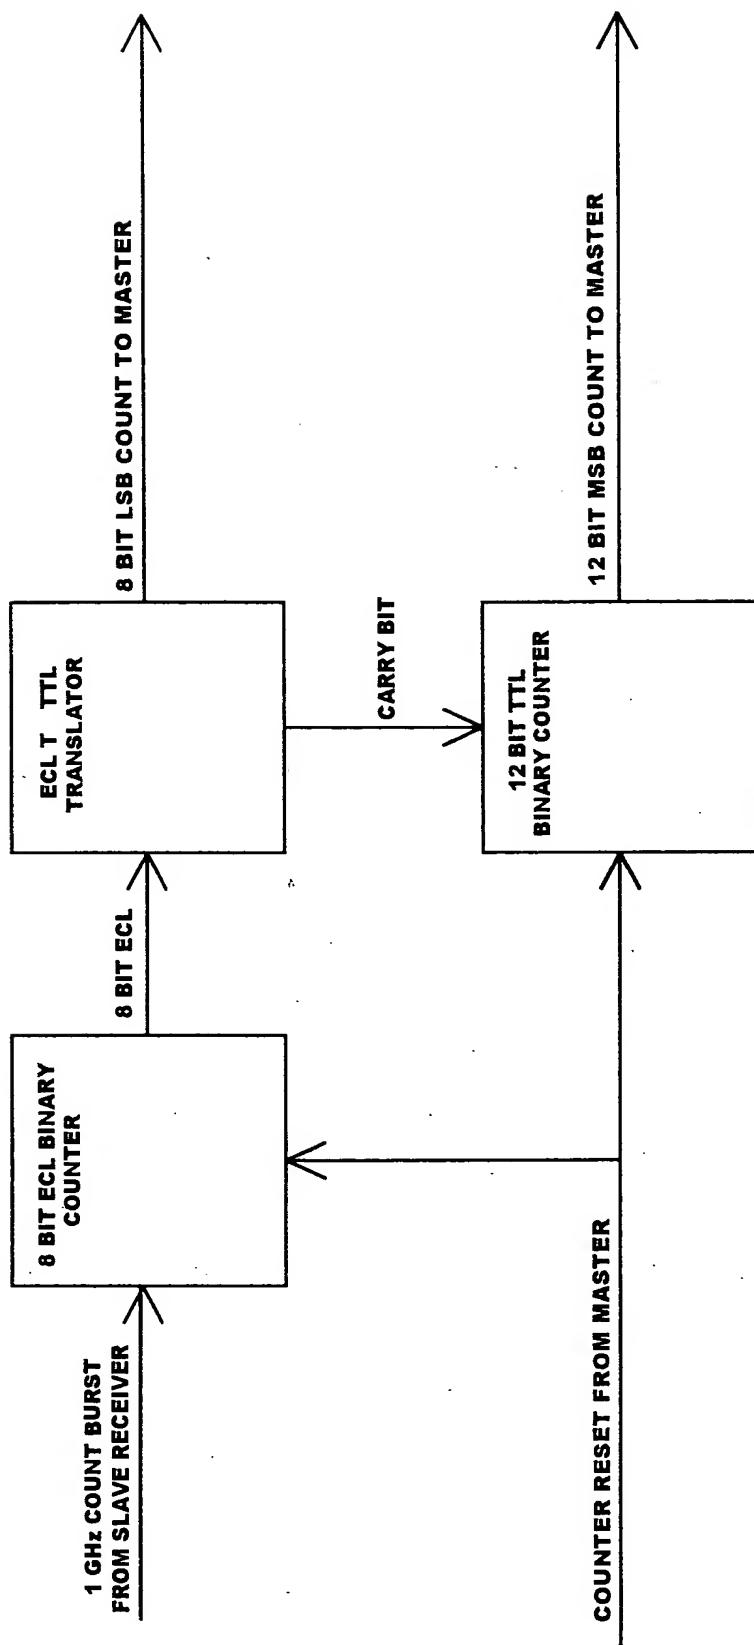 1 GHz COUNT BURST
FROM SLAVE RECEIVER
8 BIT ECL BINARY
COUNTER
8 BIT ECL
ECL T TTL
TRANSLATOR
8 BIT LSB COUNT TO MASTER
CARRY BIT
COUNTER RESET FROM MASTER
12 BIT TTL
BINARY COUNTER
12 BIT MSB COUNT TO MASTER